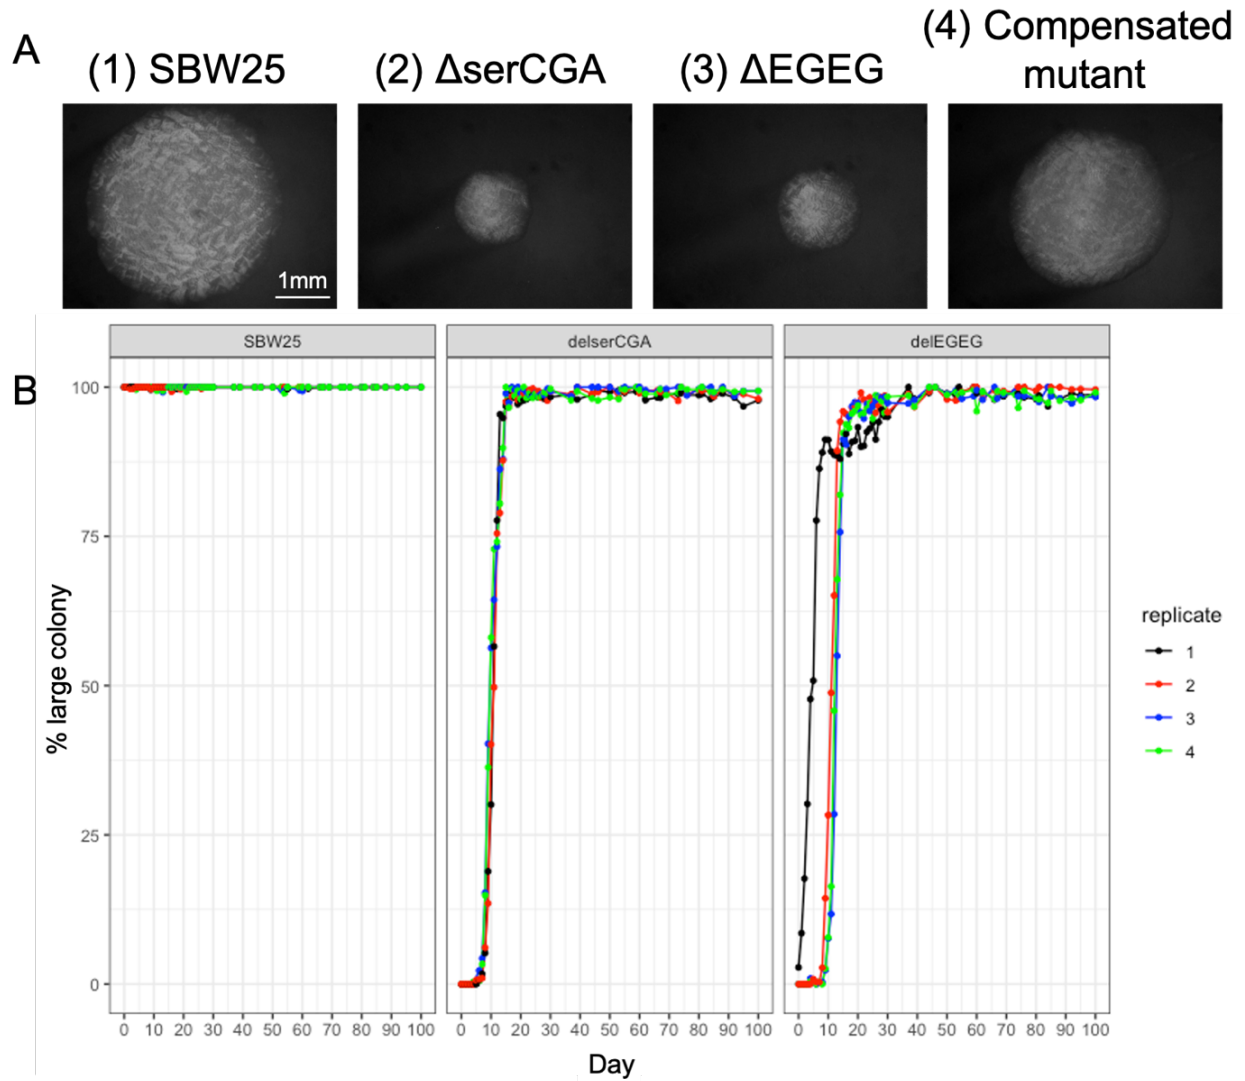 A
(1) SBW25
(2) ΔserCGA
(3) ΔEGEG
(4) Compensated
mutant
1mm
B
SBW25
delserCGA
delEGEG
% large colony
100
75
50
25
0
0 10 20 30 40 50 60 70 80 90 100
0 10 20 30 40 50 60 70 80 90 100
0 10 20 30 40 50 60 70 80 90 100
Day
replicate
1
2
3
4